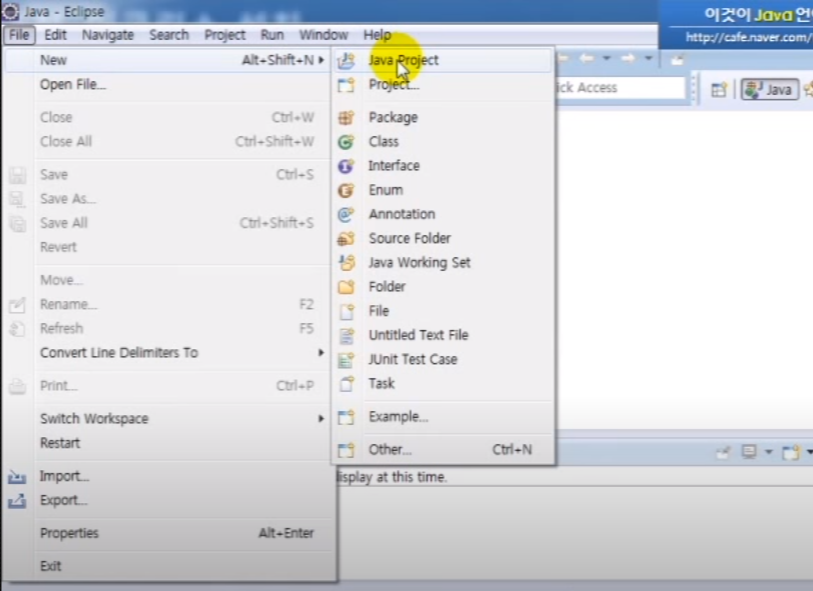 Java - Eclipse
이것이 Java
http://cafe.naver.com/
File Edit Navigate Search Project Run Window Help
New Alt+Shift+N
Open File...
Close Ctrl+W
Close All Ctrl+Shift+W
Save Ctrl+S
Save As...
Save All Ctrl+Shift+S
Revert
Move...
Rename... F2
Refresh F5
Convert Line Delimiters To
Print... Ctrl+P
Switch Workspace
Restart
Import...
Export...
Properties Alt+Enter
Exit
Java Project
Project...
Package
Class
Interface
Enum
Annotation
Source Folder
Java Working Set
Folder
File
Untitled Text File
JUnit Test Case
Task
Example...
Other... Ctrl+N
ick Access
Java
isplay at this time.